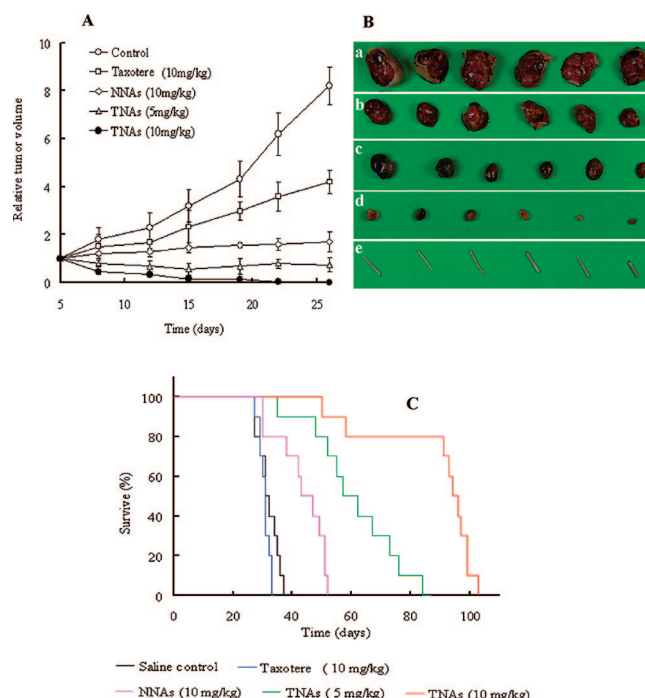 A
B
10
8
6
4
2
0
Relative tumor volume
Control
Taxotere (10mg/kg)
NNAs (10mg/kg)
TNAs (5mg/kg)
TNAs (10mg/kg)
5
10
15
20
25
Time (days)
a
b
c
d
e
C
100
80
60
40
20
0
Survive (%)
0
20
40
60
80
100
Time (days)
Saline control
Taxotere ( 10 mg/kg)
NNAs (10 mg/kg)
TNAs ( 5 mg/kg)
TNAs (10 mg/kg)